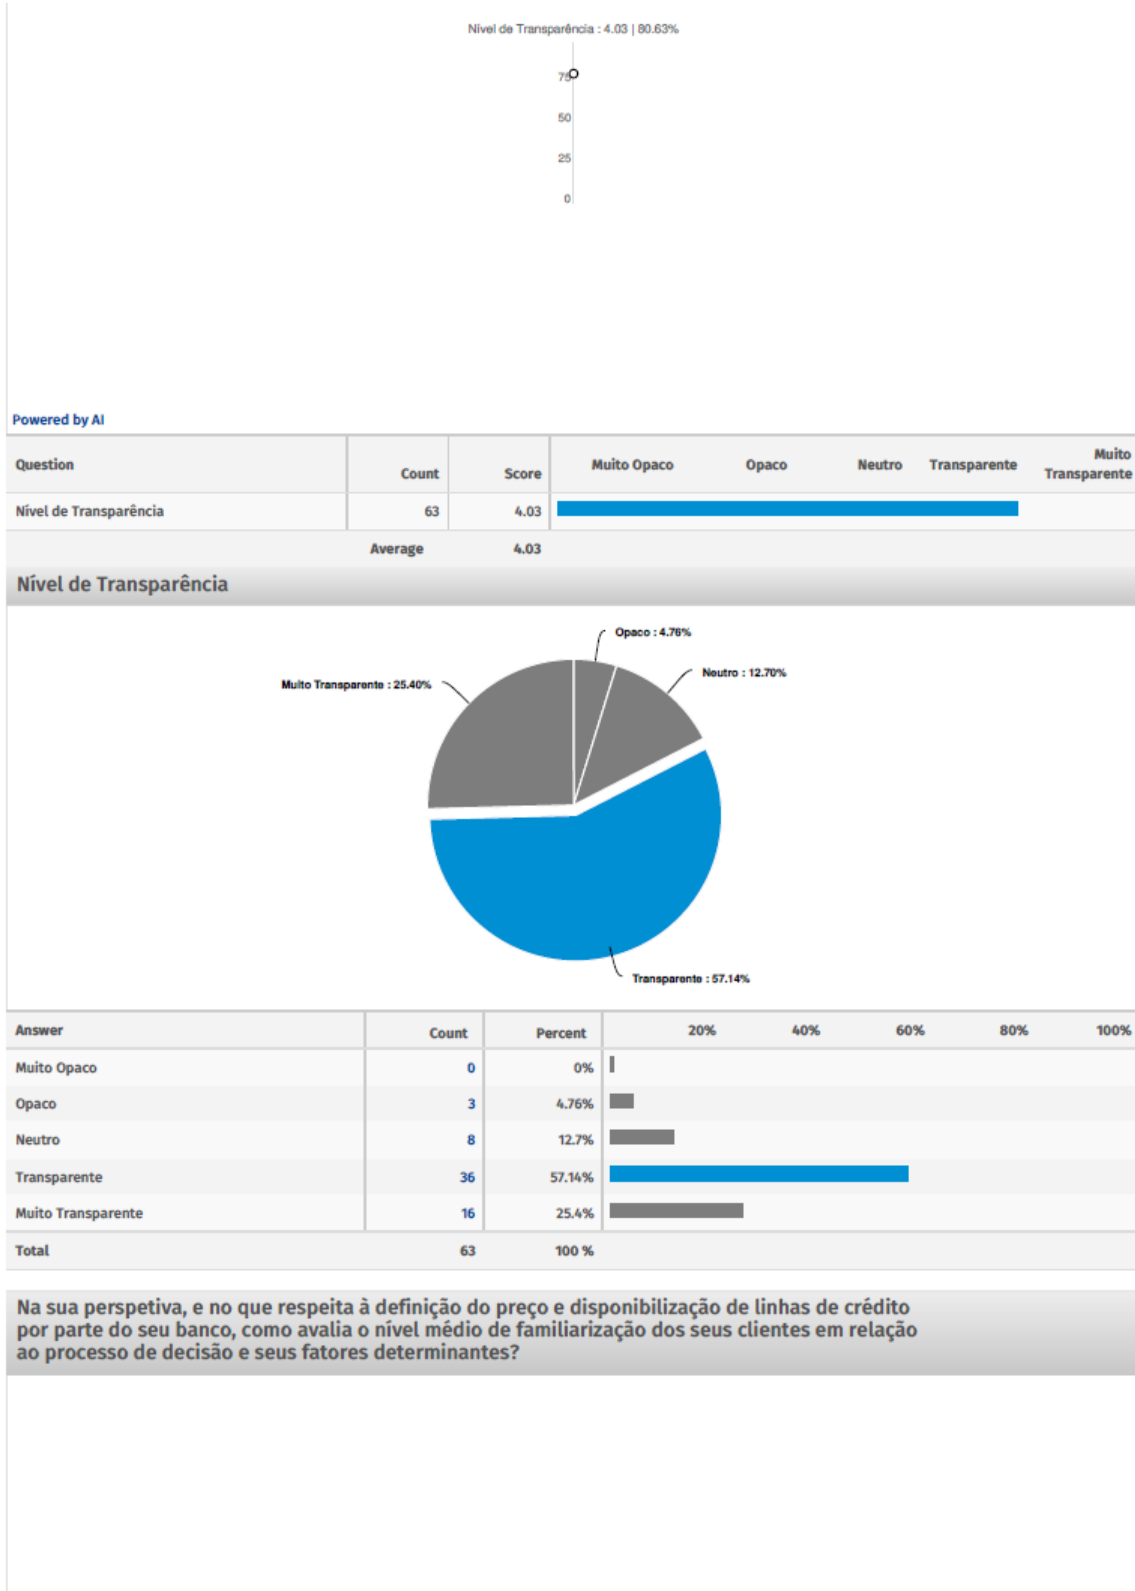 Nível de Transparência : 4.03 | 80.63%
75
50
25
0
Powered by AI
Question Count Score Muito Opaco Opaco Neutro Transparente Muito Transparente
Nível de Transparência 63 4.03
Average 4.03
Nível de Transparência
Opaco : 4.76%
Neutro : 12.70%
Muito Transparente : 25.40%
Transparente : 57.14%
Answer Count Percent 20% 40% 60% 80% 100%
Muito Opaco 0 0%
Opaco 3 4.76%
Neutro 8 12.7%
Transparente 36 57.14%
Muito Transparente 16 25.4%
Total 63 100 %
Na sua perspetiva, e no que respeita à definição do preço e disponibilização de linhas de crédito
por parte do seu banco, como avalia o nível médio de familiarização dos seus clientes em relação
ao processo de decisão e seus fatores determinantes?